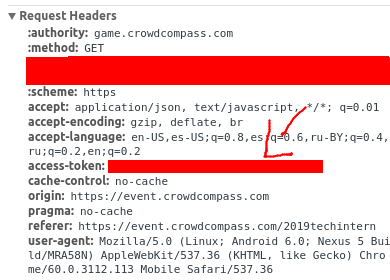 Request Headers
:authority: game.crowdcompass.com
:method: GET
:scheme: https
accept: application/json, text/javascript, */*; q=0.01
accept-encoding: gzip, deflate, br
accept-language: en-US,es-US;q=0.8,es;q=0.6,ru-BY;q=0.4,
ru;q=0.2,en;q=0.2
access-token:
cache-control: no-cache
origin: https://event.crowdcompass.com
pragma: no-cache
referer: https://event.crowdcompass.com/2019techintern
user-agent: Mozilla/5.0 (Linux; Android 6.0; Nexus 5 Bui
ld/MRA58N) AppleWebKit/537.36 (KHTML, like Gecko) Chro
me/60.0.3112.113 Mobile Safari/537.36